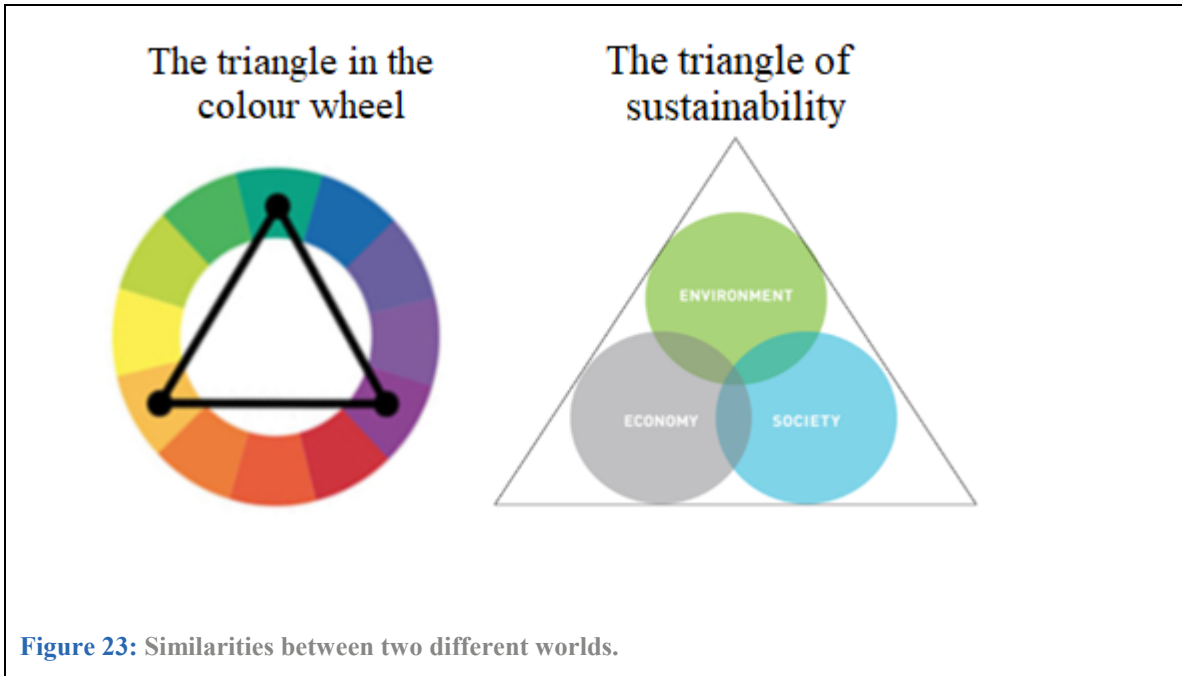 The triangle in the
colour wheel
The triangle of
sustainability
ENVIRONMENT
ECONOMY
SOCIETY
Figure 23: Similarities between two different worlds.